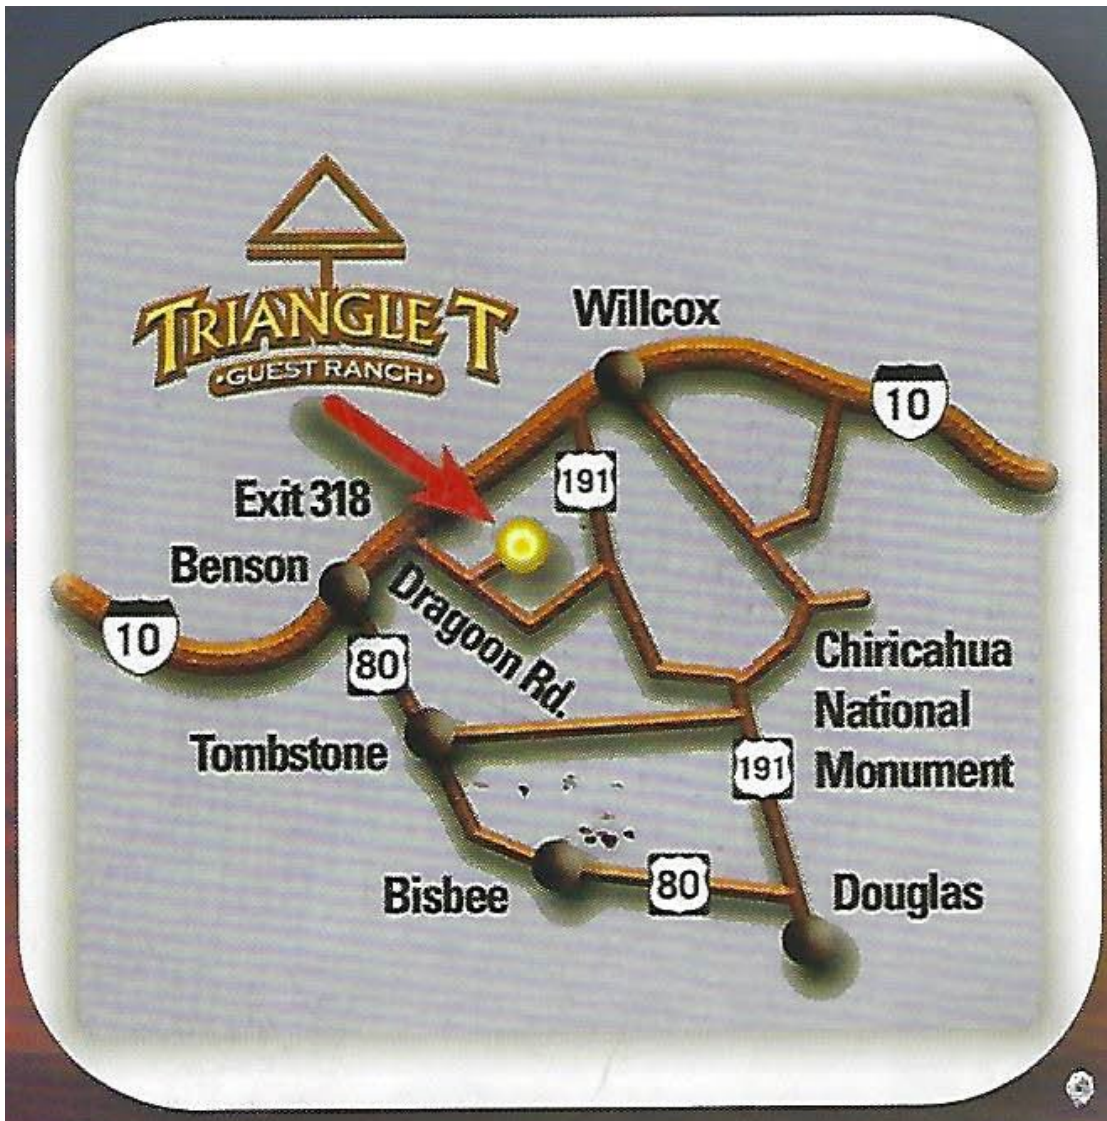 TRIANGLE T
•GUEST RANCH•
Willcox
10
191
Exit 318
Benson
Dragoon Rd.
10
80
Chiricahua
National
Monument
Tombstone
191
Bisbee
80
Douglas